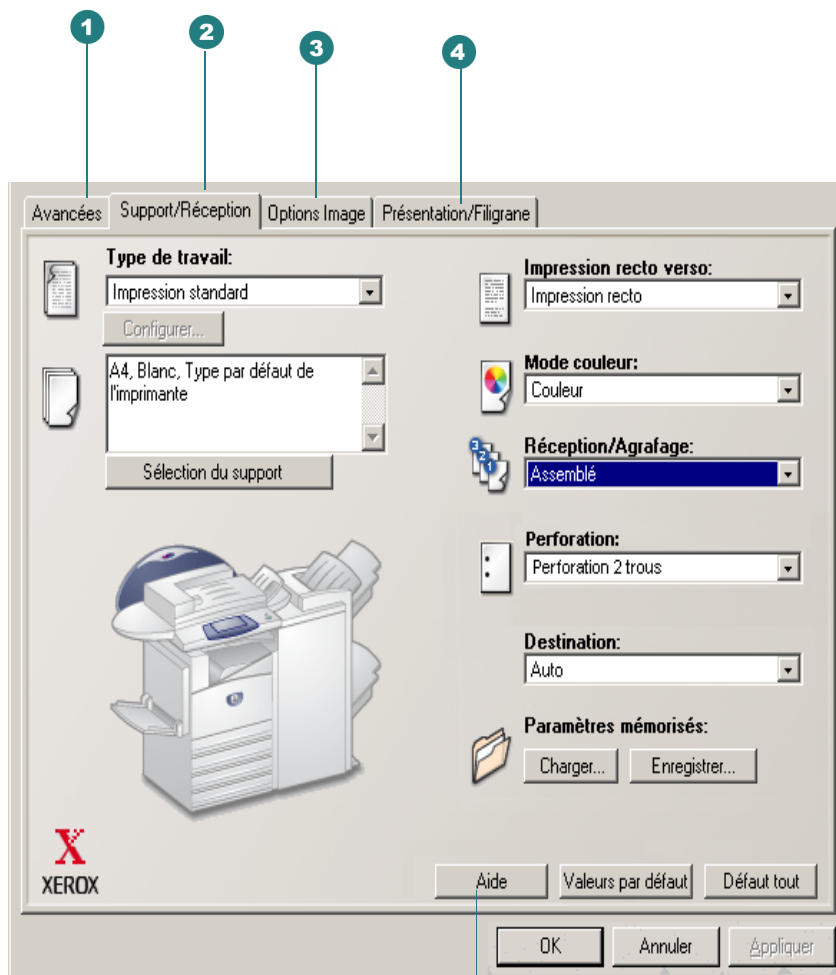 1
2
3
4
Avancées
Support/Réception
Options Image
Présentation/Filigrane
Type de travail:
Impression standard
Configurer...
A4, Blanc, Type par défaut de
l'imprimante
Sélection du support
Impression recto verso:
Impression recto
Mode couleur:
Couleur
3
2
1
Réception/Agrafage:
Assemblé
Perforation:
Perforation 2 trous
Destination:
Auto
Paramètres mémorisés:
Charger...
Enregistrer...
X
XEROX
Aide
Valeurs par défaut
Défaut tout
OK
Annuler
Appliquer